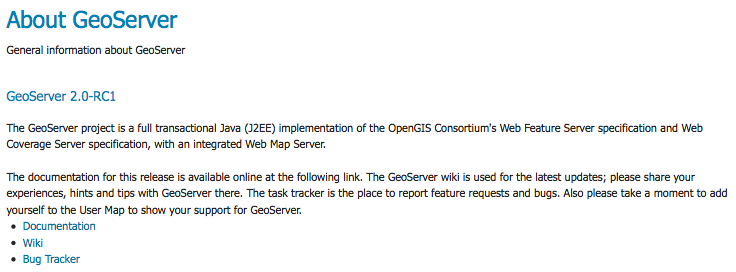 About GeoServer
General information about GeoServer
GeoServer 2.0-RC1
The GeoServer project is a full transactional Java (J2EE) implementation of the OpenGIS Consortium's Web Feature Server specification and Web
Coverage Server specification, with an integrated Web Map Server.
The documentation for this release is available online at the following link. The GeoServer wiki is used for the latest updates; please share your
experiences, hints and tips with GeoServer there. The task tracker is the place to report feature requests and bugs. Also please take a moment to add
yourself to the User Map to show your support for GeoServer.
• Documentation
• Wiki
• Bug Tracker